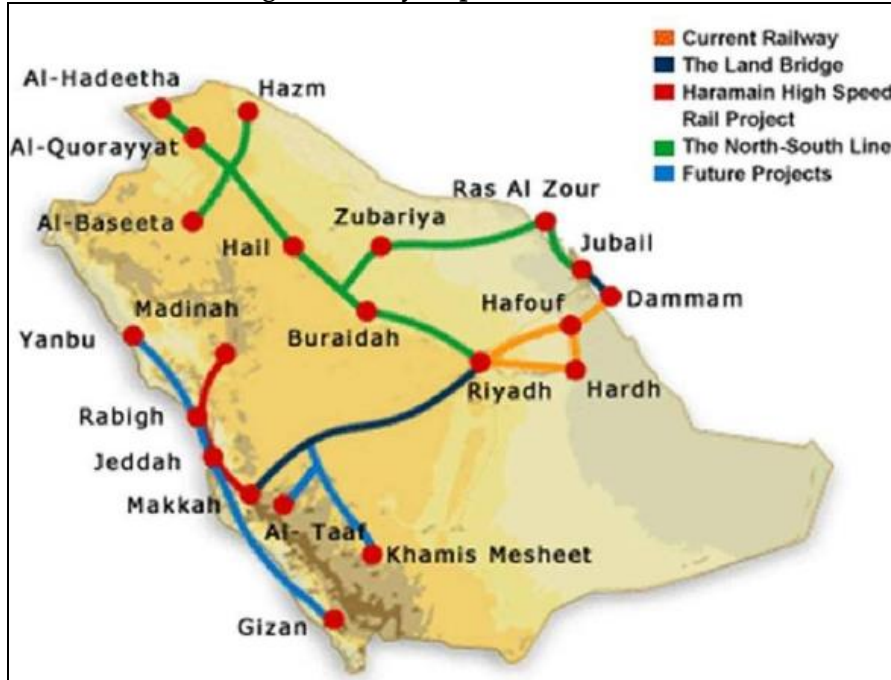 Al-Hadeetha
Hazm
Al-Quorayyat
Al-Baseeta
Hail
Zubariya
Ras Al Zour
Jubail
Dammam
Hafouf
Madinah
Buraidah
Yanbu
Riyadh
Hardh
Rabigh
Jeddah
Makkah
Al- Taaf
Khamis Mesheet
Gizan
Current Railway
The Land Bridge
Haramain High Speed
Rail Project
The North-South Line
Future Projects